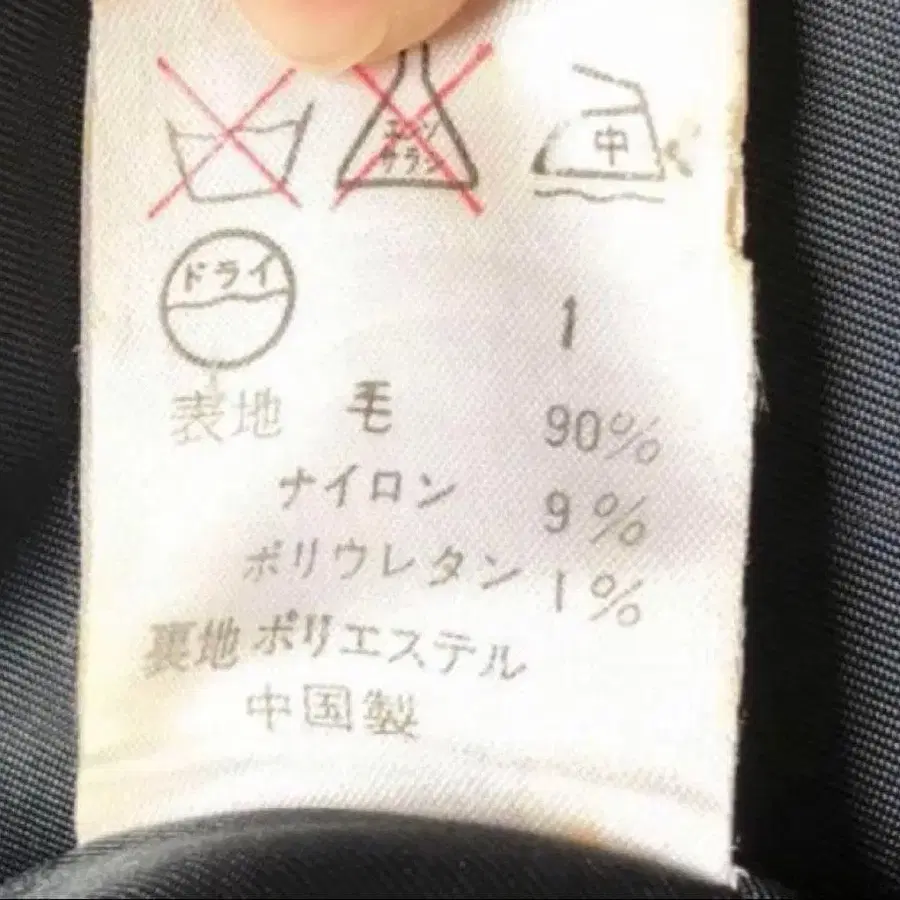 エンソ
サラシ
中
ドライ
1
表地 毛 90%
ナイロン 9%
ポリウレタン 1%
裏地 ポリエステル
中国製